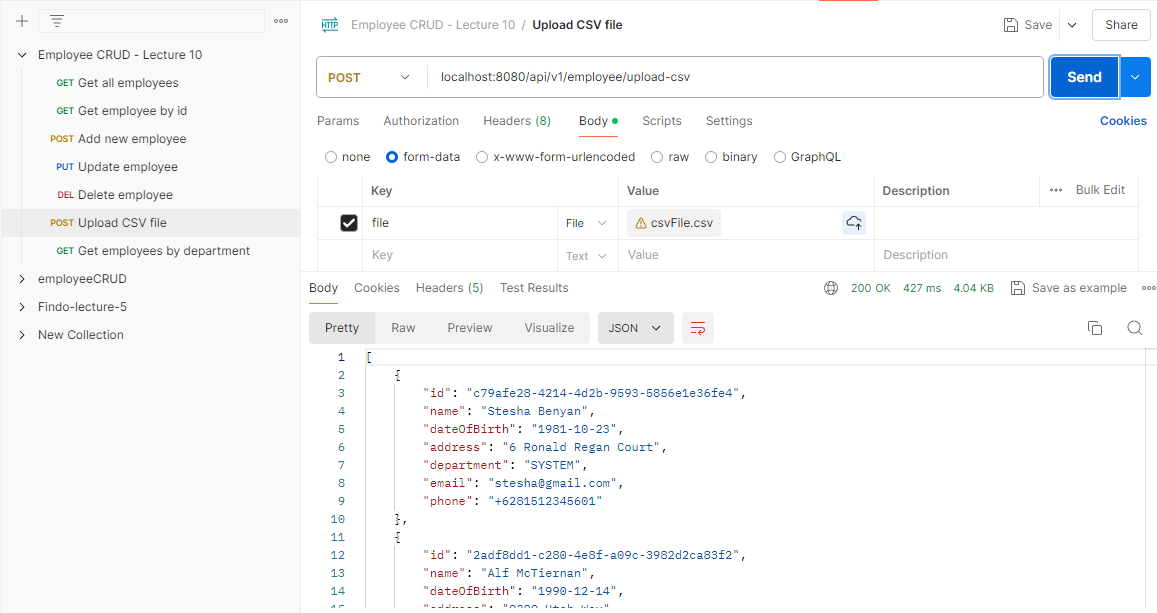 Employee CRUD - Lecture 10
GET Get all employees
GET Get employee by id
POST Add new employee
PUT Update employee
DEL Delete employee
POST Upload CSV file
GET Get employees by department
employeeCRUD
Findo-lecture-5
New Collection
HTTP Employee CRUD - Lecture 10 / Upload CSV file Save Share
POST localhost:8080/api/v1/employee/upload-csv Send
Params Authorization Headers (8) Body Scripts Settings Cookies
none form-data x-www-form-urlencoded raw binary GraphQL
Key Value Description Bulk Edit
file File csvFile.csv
Key Text Value Description
Body Cookies Headers (5) Test Results 200 OK 427 ms 4.04 KB Save as example
Pretty Raw Preview Visualize JSON
1 [
2 {
3 "id": "c79afe28-4214-4d2b-9593-5856e1e36fe4",
4 "name": "Stesha Benyan",
5 "dateOfBirth": "1981-10-23",
6 "address": "6 Ronald Regan Court",
7 "department": "SYSTEM",
8 "email": "stesha@gmail.com",
9 "phone": "+6281512345601"
10 },
11 {
12 "id": "2adf8dd1-c280-4e8f-a09c-3982d2ca83f2",
13 "name": "Alf McTiernan",
14 "dateOfBirth": "1990-12-14",